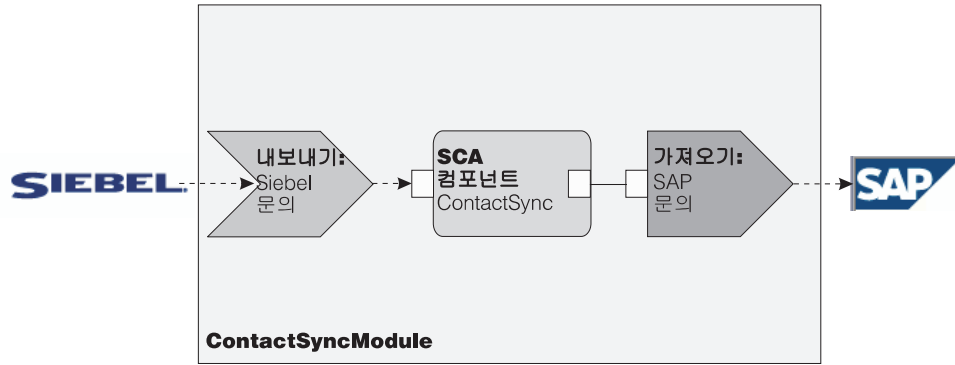 SIEBEL.
내보내기:
Siebel
문의
SCA
컴포넌트
ContactSync
가져오기:
SAP
문의
SAP
ContactSyncModule